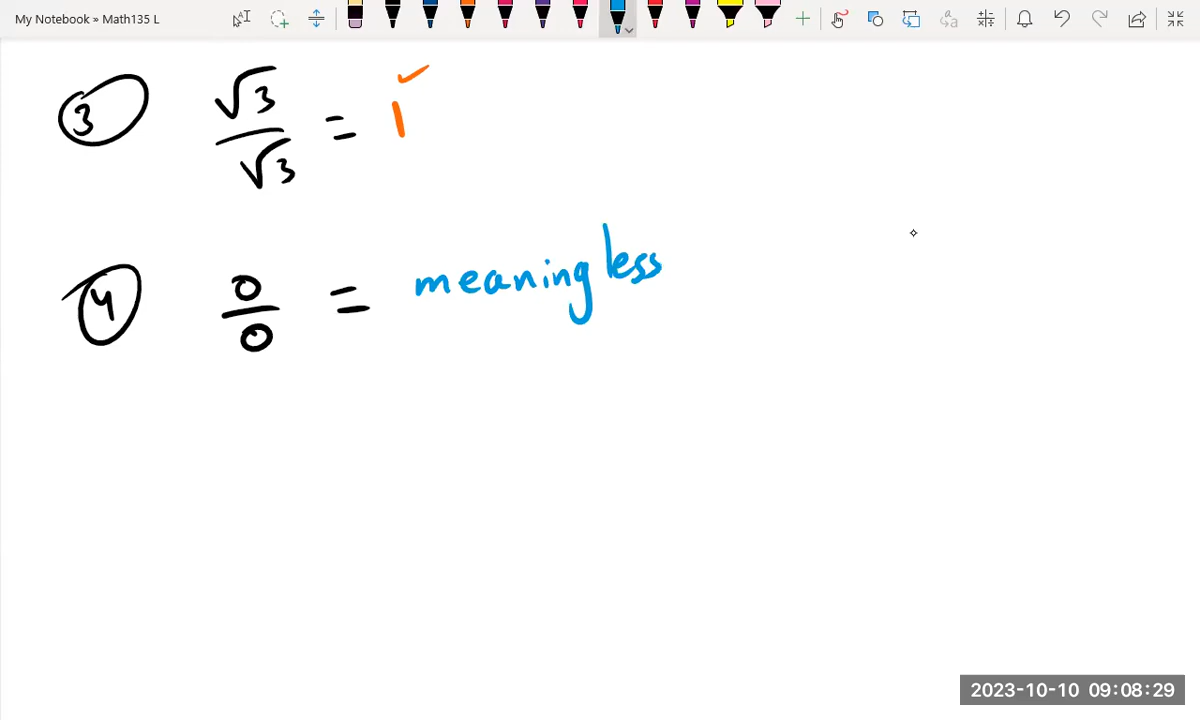 My Notebook » Math135 L
3 √3/√3 = 1 ✓
4 0/0 = meaningless
2023-10-10 09:08:29